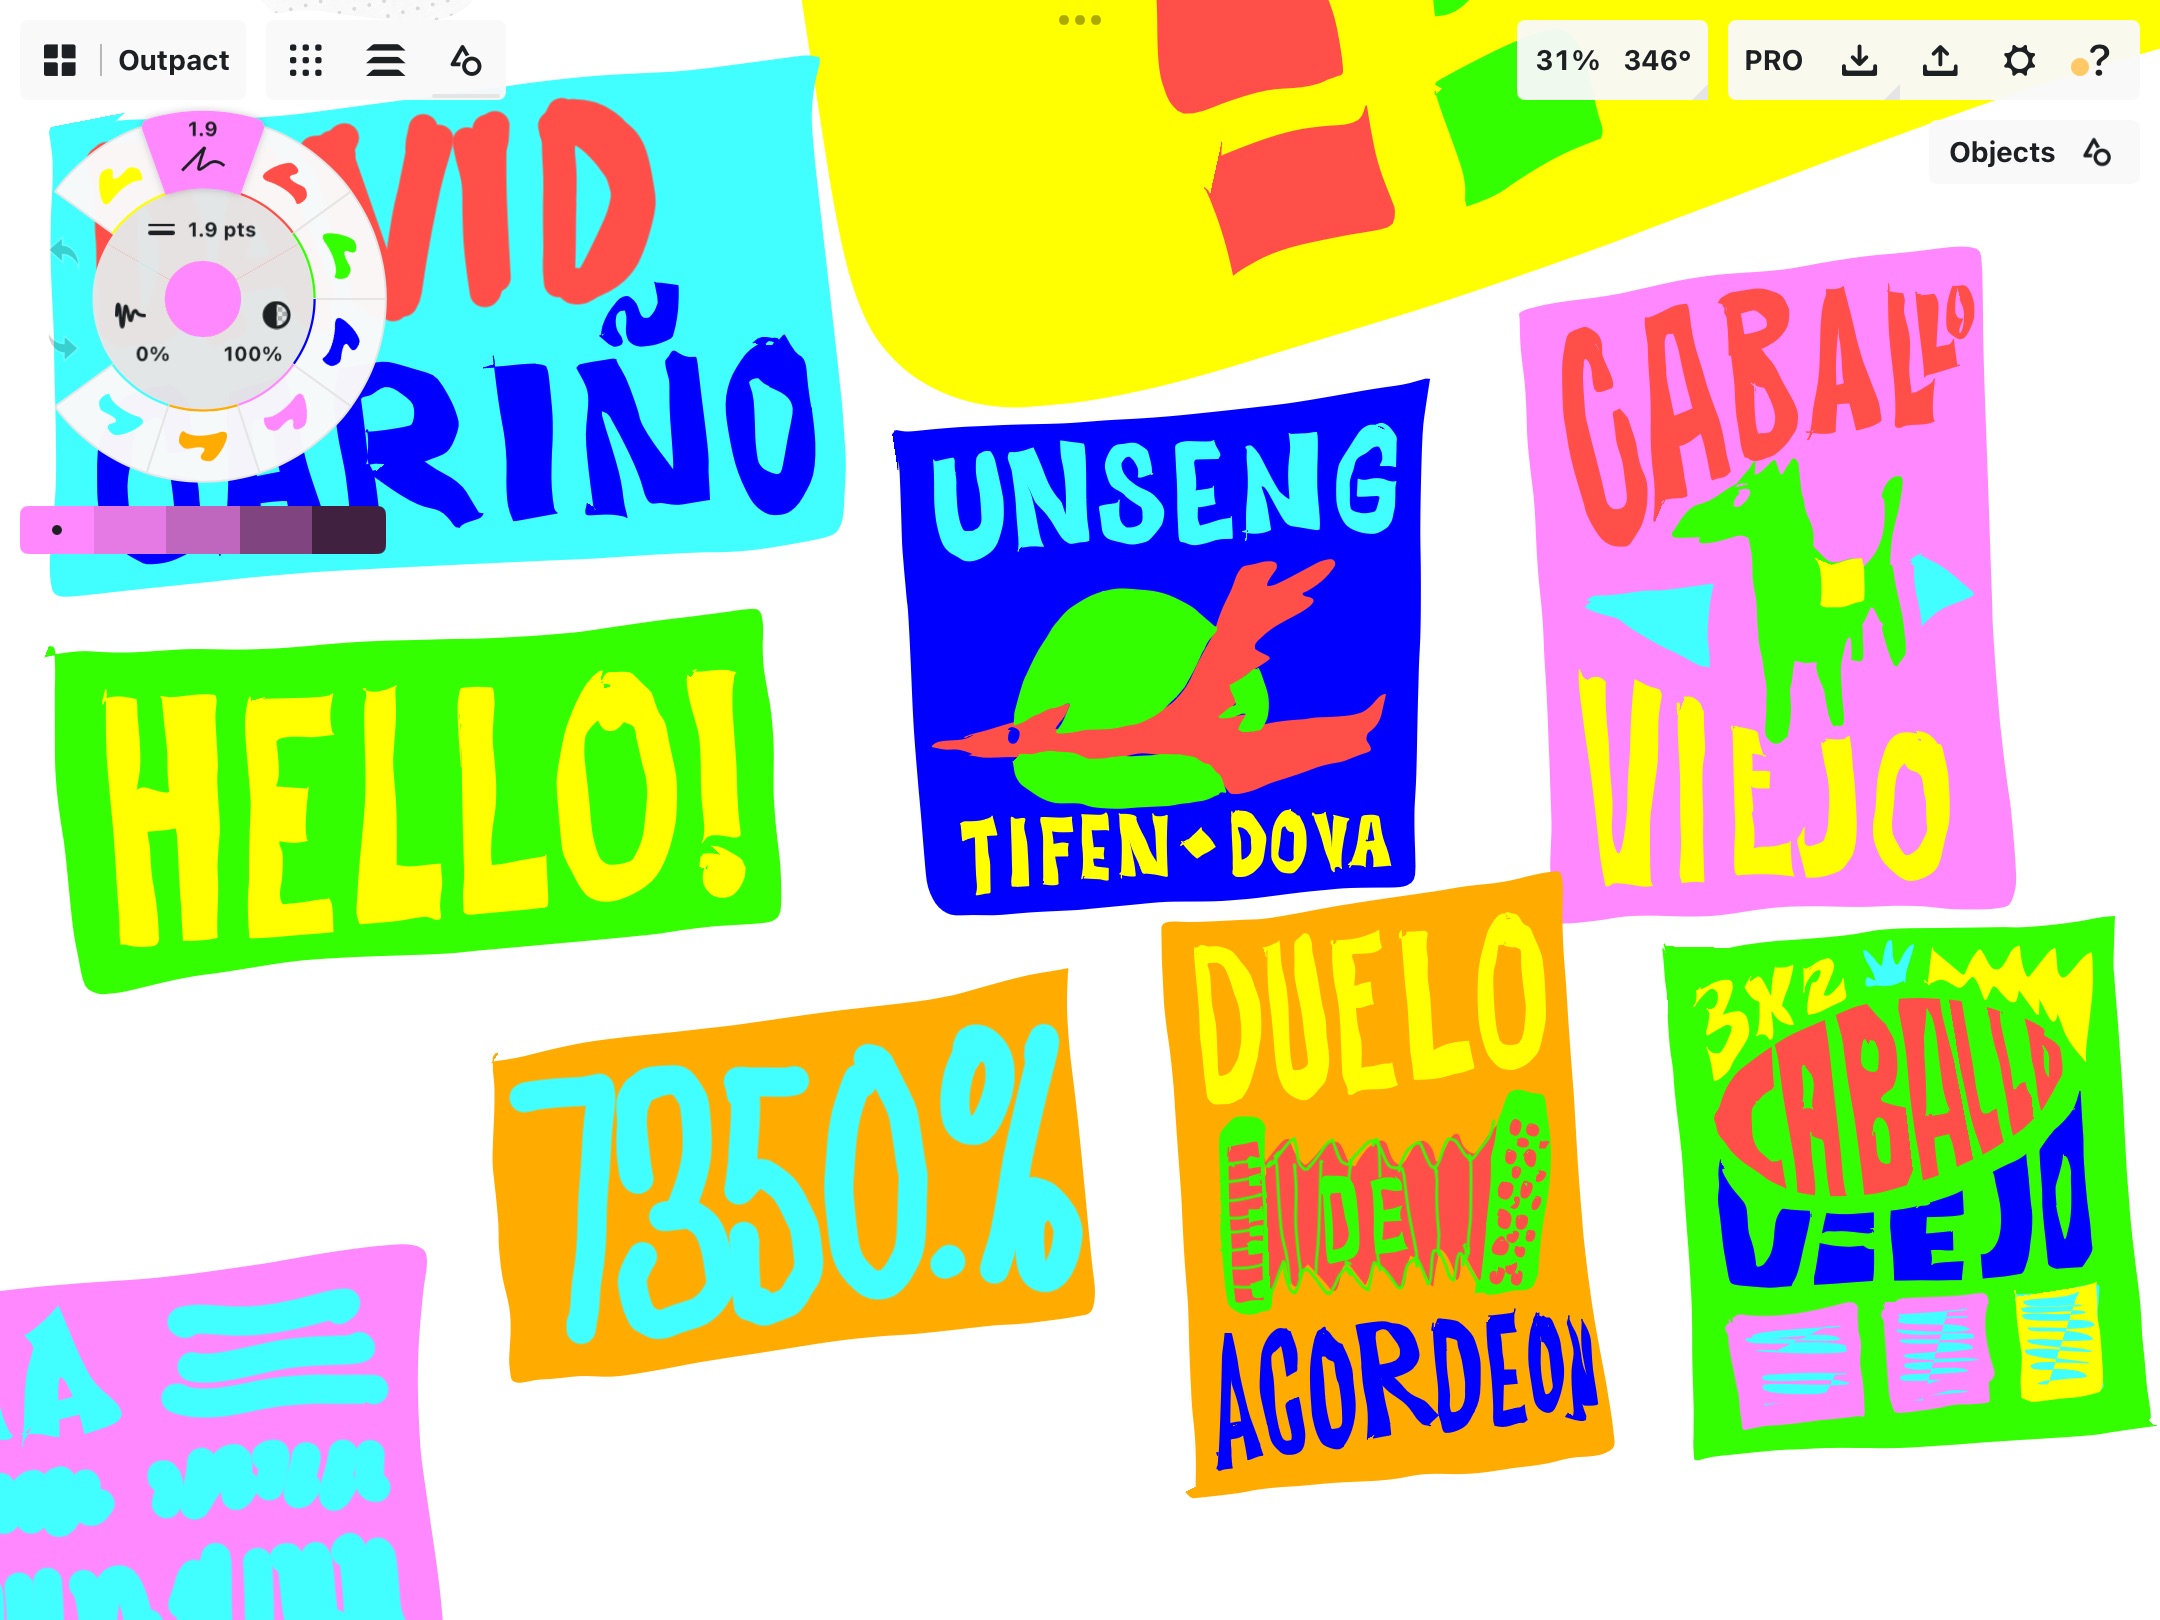 Outpact
31% 346°
PRO
?
Objects
1.9
1.9 pts
0% 100%
VID
CARIÑO
UNSENG
TIFEN◆DOVA
CABALLO
VIEJO
HELLO!
7350.%
DUELO
DE
ACORDEON
3X2
CABALLO
VIEJO
A